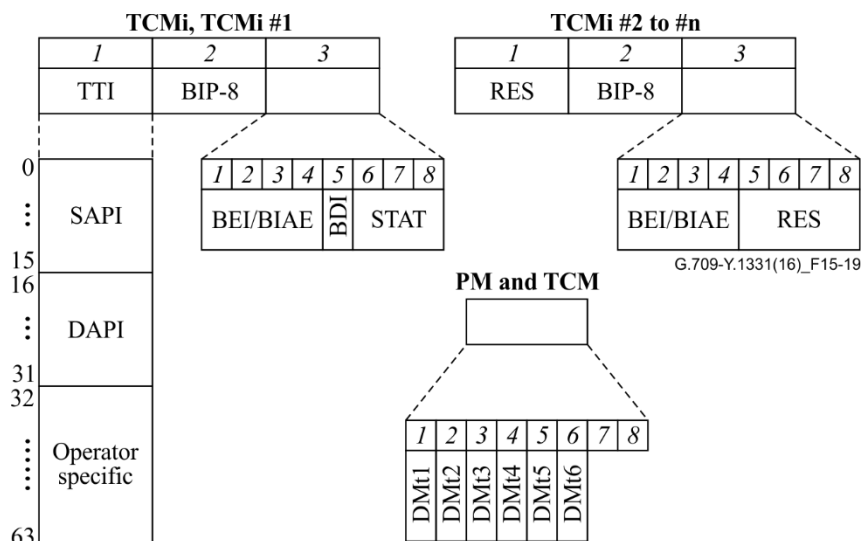 TCMi, TCMi #1
1 2 3
TTI BIP-8
TCMi #2 to #n
1 2 3
RES BIP-8
0
⋮
15
SAPI
16
⋮
31
DAPI
32
⋮
63
Operator
specific
1 2 3 4 5 6 7 8
BEI/BIAE BDI STAT
1 2 3 4 5 6 7 8
BEI/BIAE RES
G.709-Y.1331(16)_F15-19
PM and TCM
1 2 3 4 5 6 7 8
DMt1 DMt2 DMt3 DMt4 DMt5 DMt6